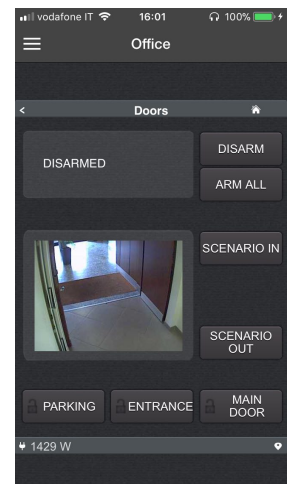 vodafone IT 16:01 100%
Office
< Doors
DISARMED
DISARM
ARM ALL
SCENARIO IN
SCENARIO
OUT
PARKING
ENTRANCE
MAIN
DOOR
1429 W